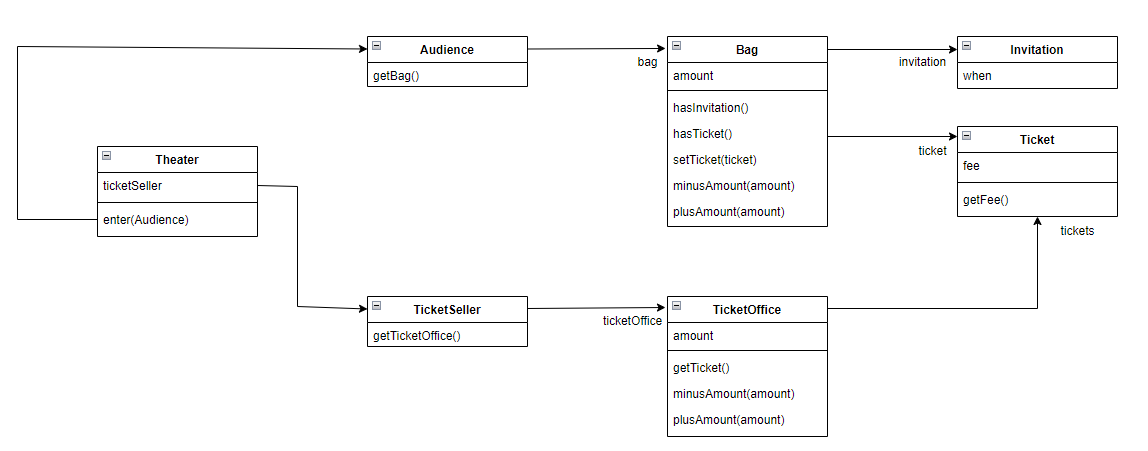 Audience
getBag()
bag
Bag
amount
hasInvitation()
hasTicket()
setTicket(ticket)
minusAmount(amount)
plusAmount(amount)
invitation
Invitation
when
ticket
Ticket
fee
getFee()
tickets
Theater
ticketSeller
enter(Audience)
TicketSeller
getTicketOffice()
ticketOffice
TicketOffice
amount
getTicket()
minusAmount(amount)
plusAmount(amount)